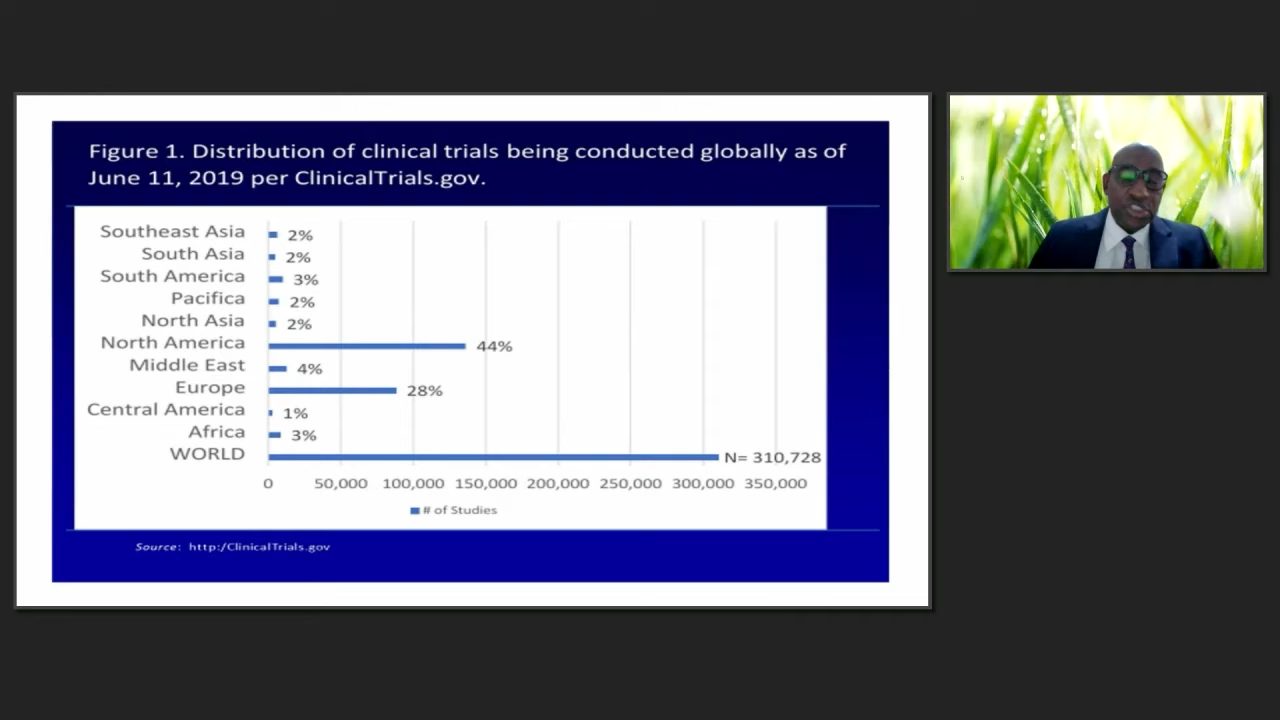 Figure 1. Distribution of clinical trials being conducted globally as of
June 11, 2019 per ClinicalTrials.gov.
Southeast Asia 2%
South Asia 2%
South America 3%
Pacifica 2%
North Asia 2%
North America 44%
Middle East 4%
Europe 28%
Central America 1%
Africa 3%
WORLD N= 310,728
0 50,000 100,000 150,000 200,000 250,000 300,000 350,000
# of Studies
Source: http:/ClinicalTrials.gov